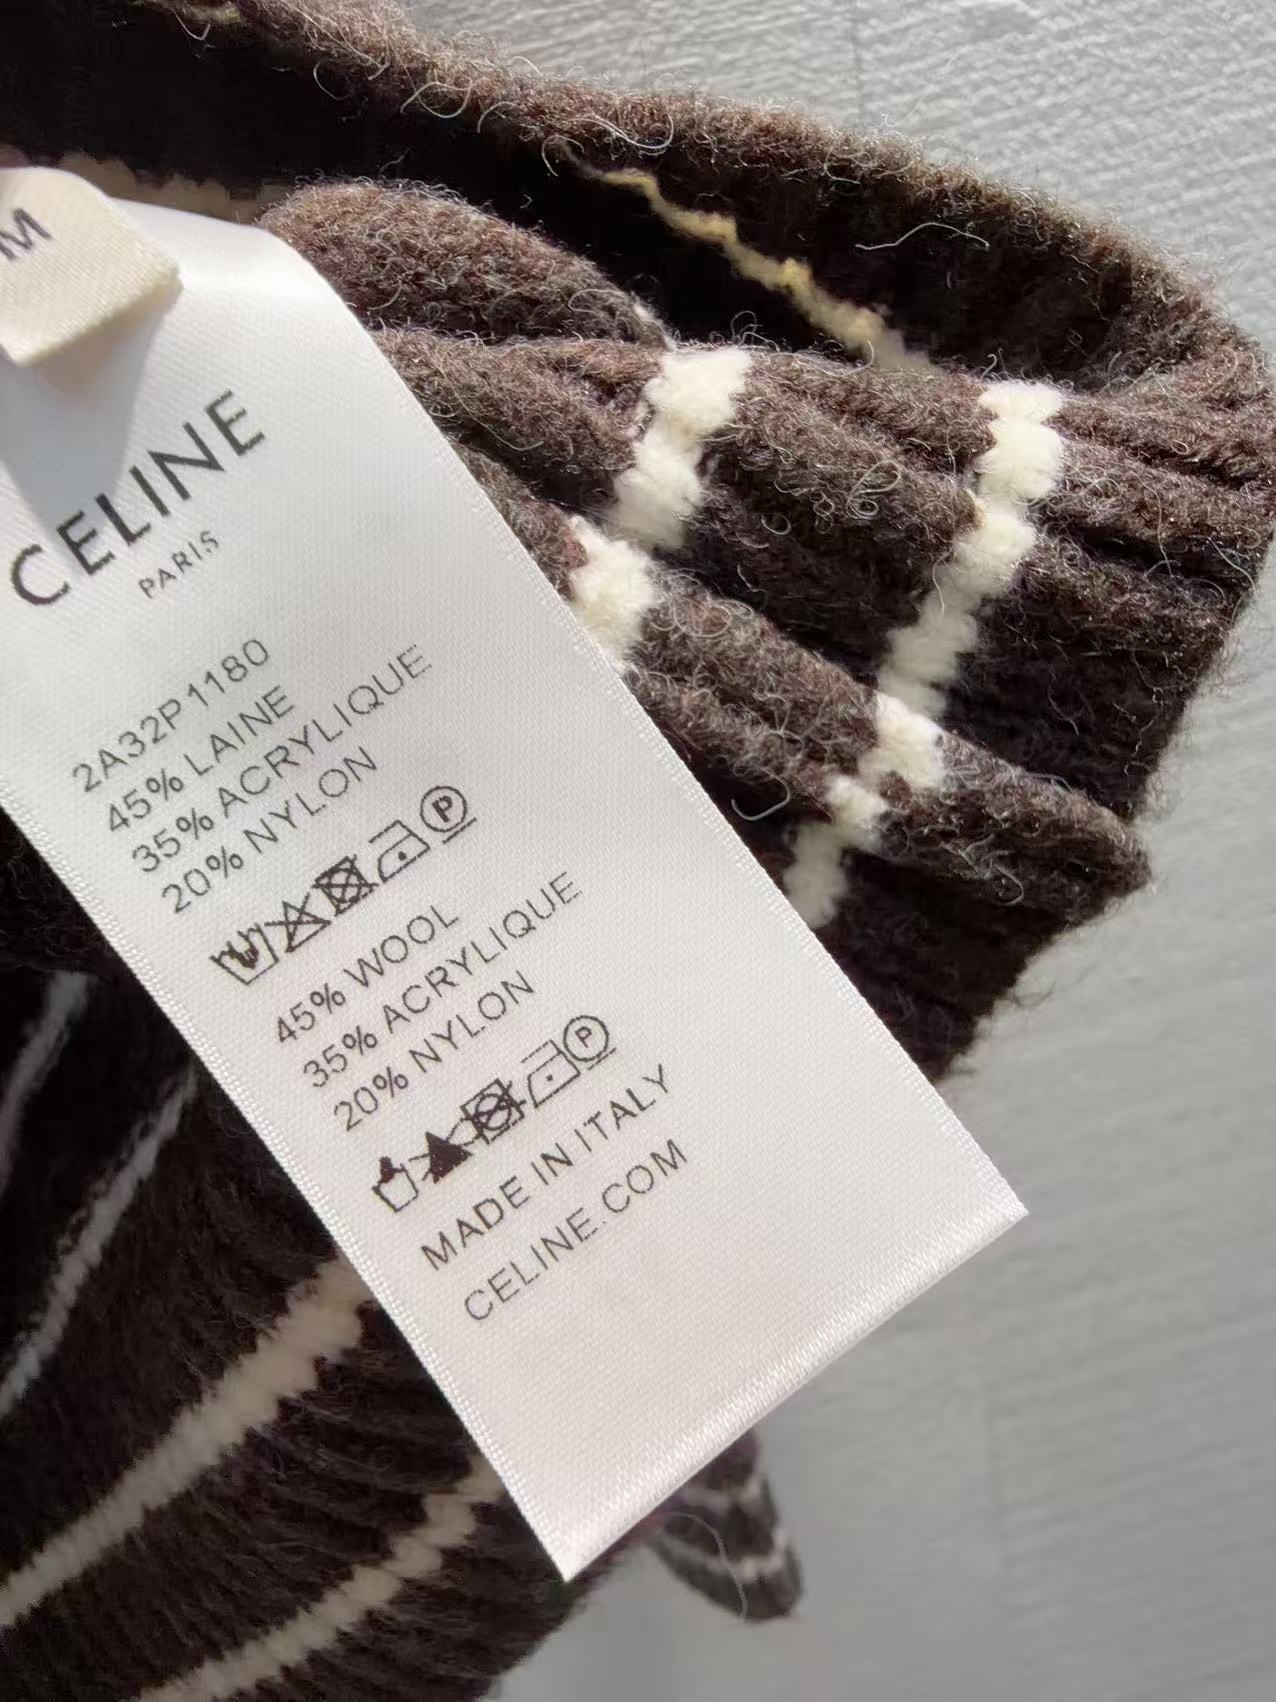 M
CELINE
PARIS
2A32P1180
45% LAINE
35% ACRYLIQUE
20% NYLON
P
45% WOOL
35% ACRYLIQUE
20% NYLON
P
MADE IN ITALY
CELINE.COM